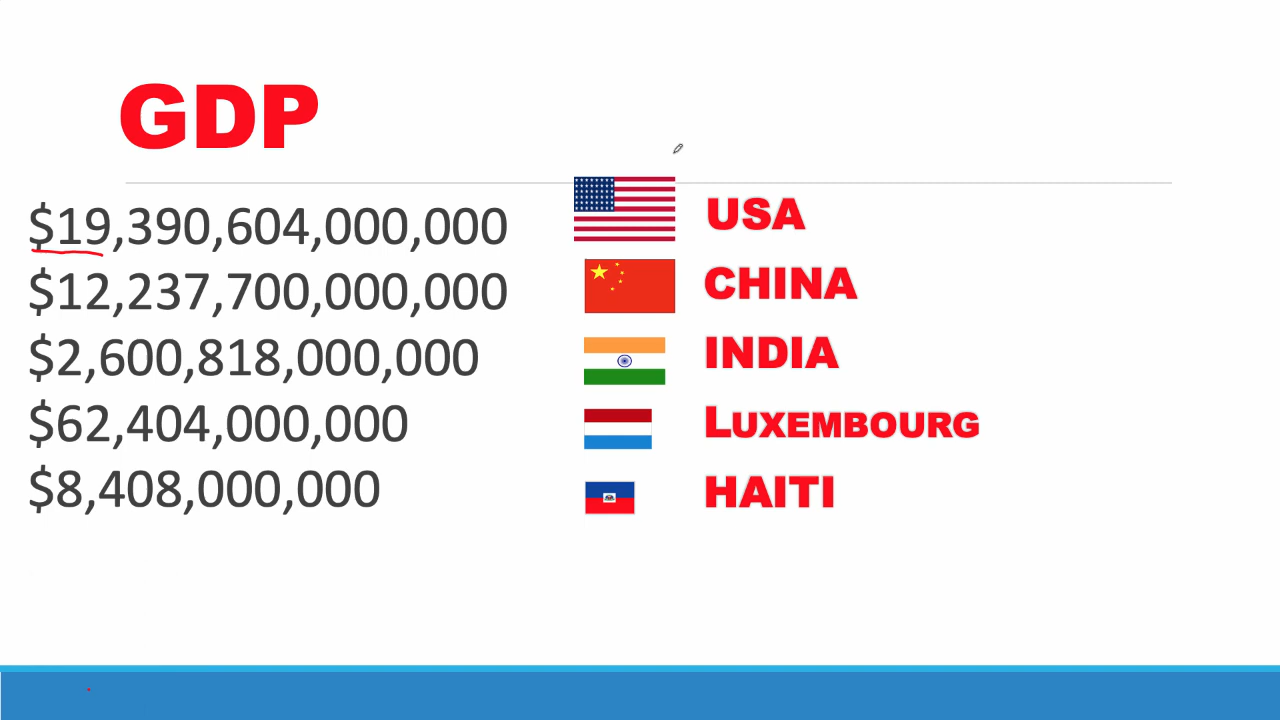 GDP
$19,390,604,000,000 USA
$12,237,700,000,000 CHINA
$2,600,818,000,000 INDIA
$62,404,000,000 LUXEMBOURG
$8,408,000,000 HAITI